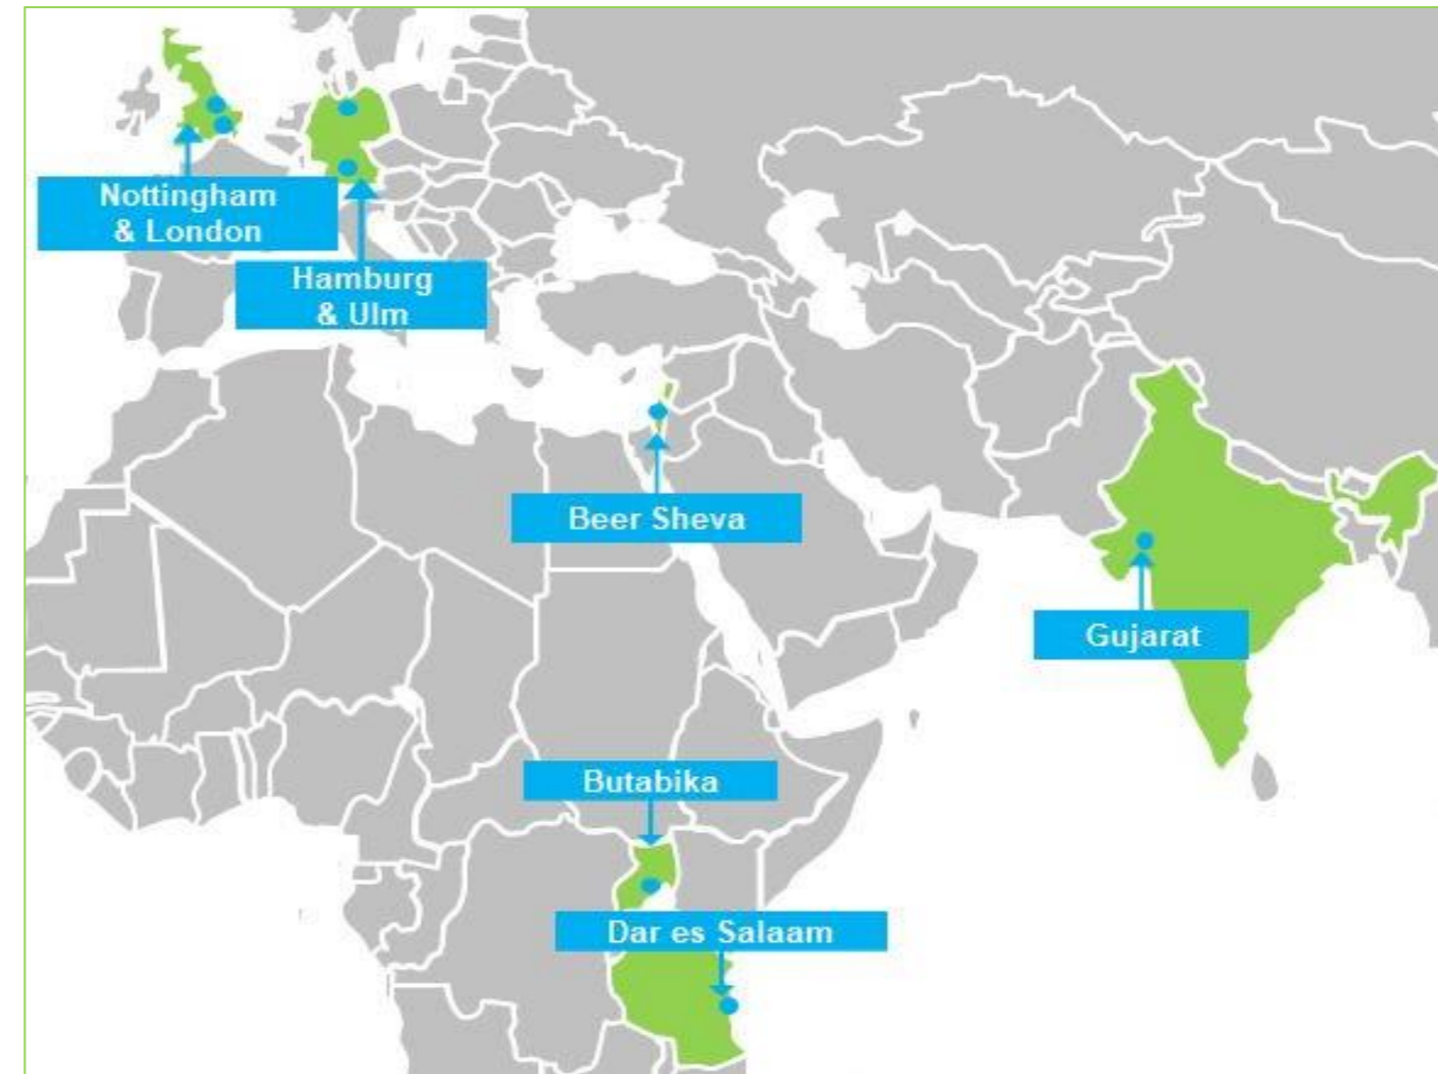 Nottingham
& London
Hamburg
& Ulm
Beer Sheva
Gujarat
Butabika
Dar es Salaam